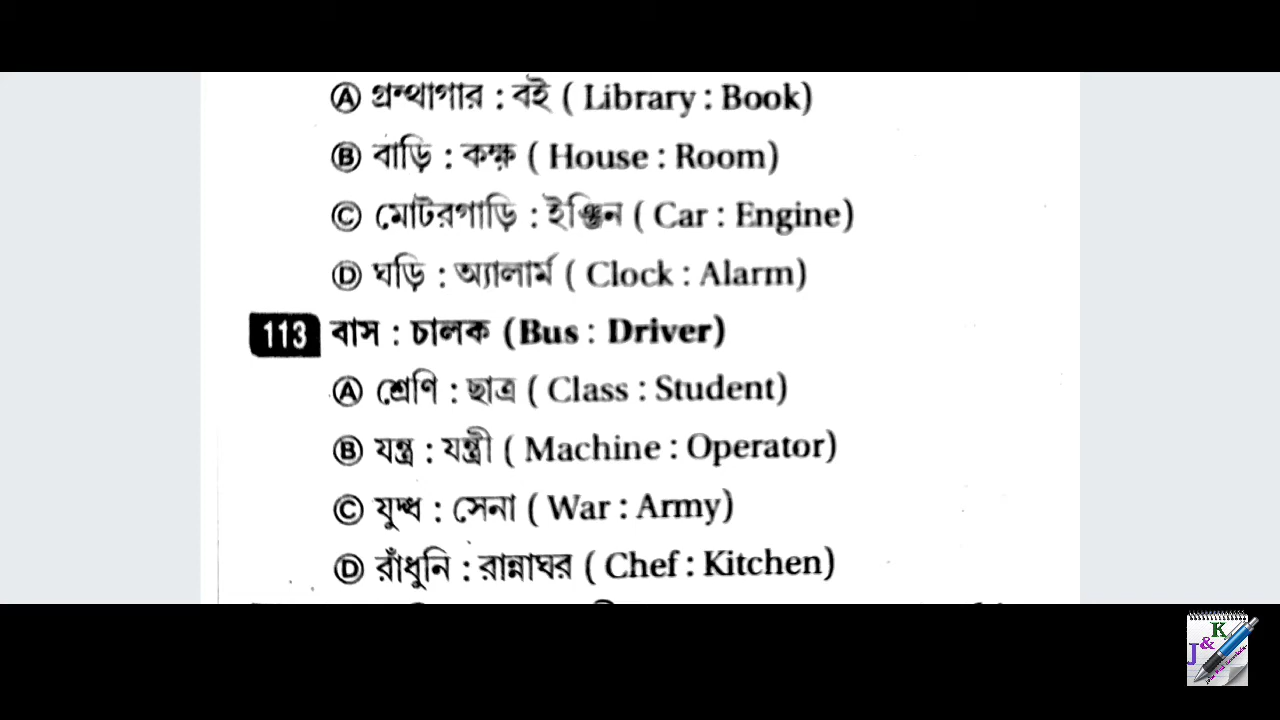 Ⓐ গ্রন্থাগার : বই ( Library : Book)
Ⓑ বাড়ি : কক্ষ ( House : Room)
Ⓒ মোটরগাড়ি : ইঞ্জিন ( Car : Engine)
Ⓓ ঘড়ি : অ্যালার্ম ( Clock : Alarm)
113 বাস : চালক (Bus : Driver)
Ⓐ শ্রেণি : ছাত্র ( Class : Student)
Ⓑ যন্ত্র : যন্ত্রী ( Machine : Operator)
Ⓒ যুদ্ধ : সেনা ( War : Army)
Ⓓ রাঁধুনি : রান্নাঘর ( Chef : Kitchen)
J&K